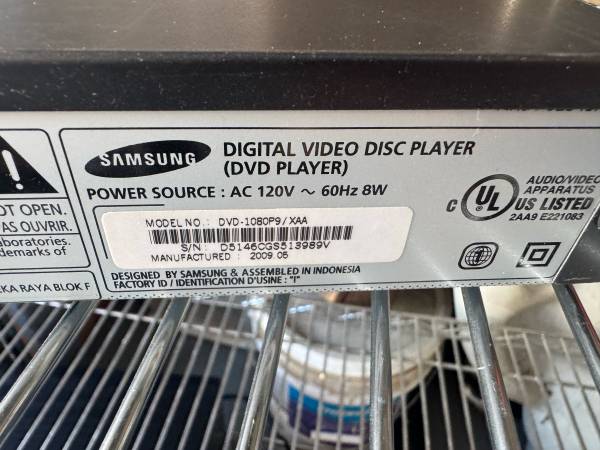 SAMSUNG
DIGITAL VIDEO DISC PLAYER
(DVD PLAYER)
POWER SOURCE : AC 120V ~ 60Hz 8W
MODEL NO. : DVD-1080P9/XAA
S/N: D5146CGS513989V
MANUFACTURED : 2009.05
DESIGNED BY SAMSUNG & ASSEMBLED IN INDONESIA
FACTORY ID / IDENTIFICATION D'USINE : "I"
C UL US LISTED
AUDIO/VIDEO
APPARATUS
2AA9 E221083
OT OPEN.
AS OUVRIR.
aboratories.
demarks of
KA RAYA BLOK F